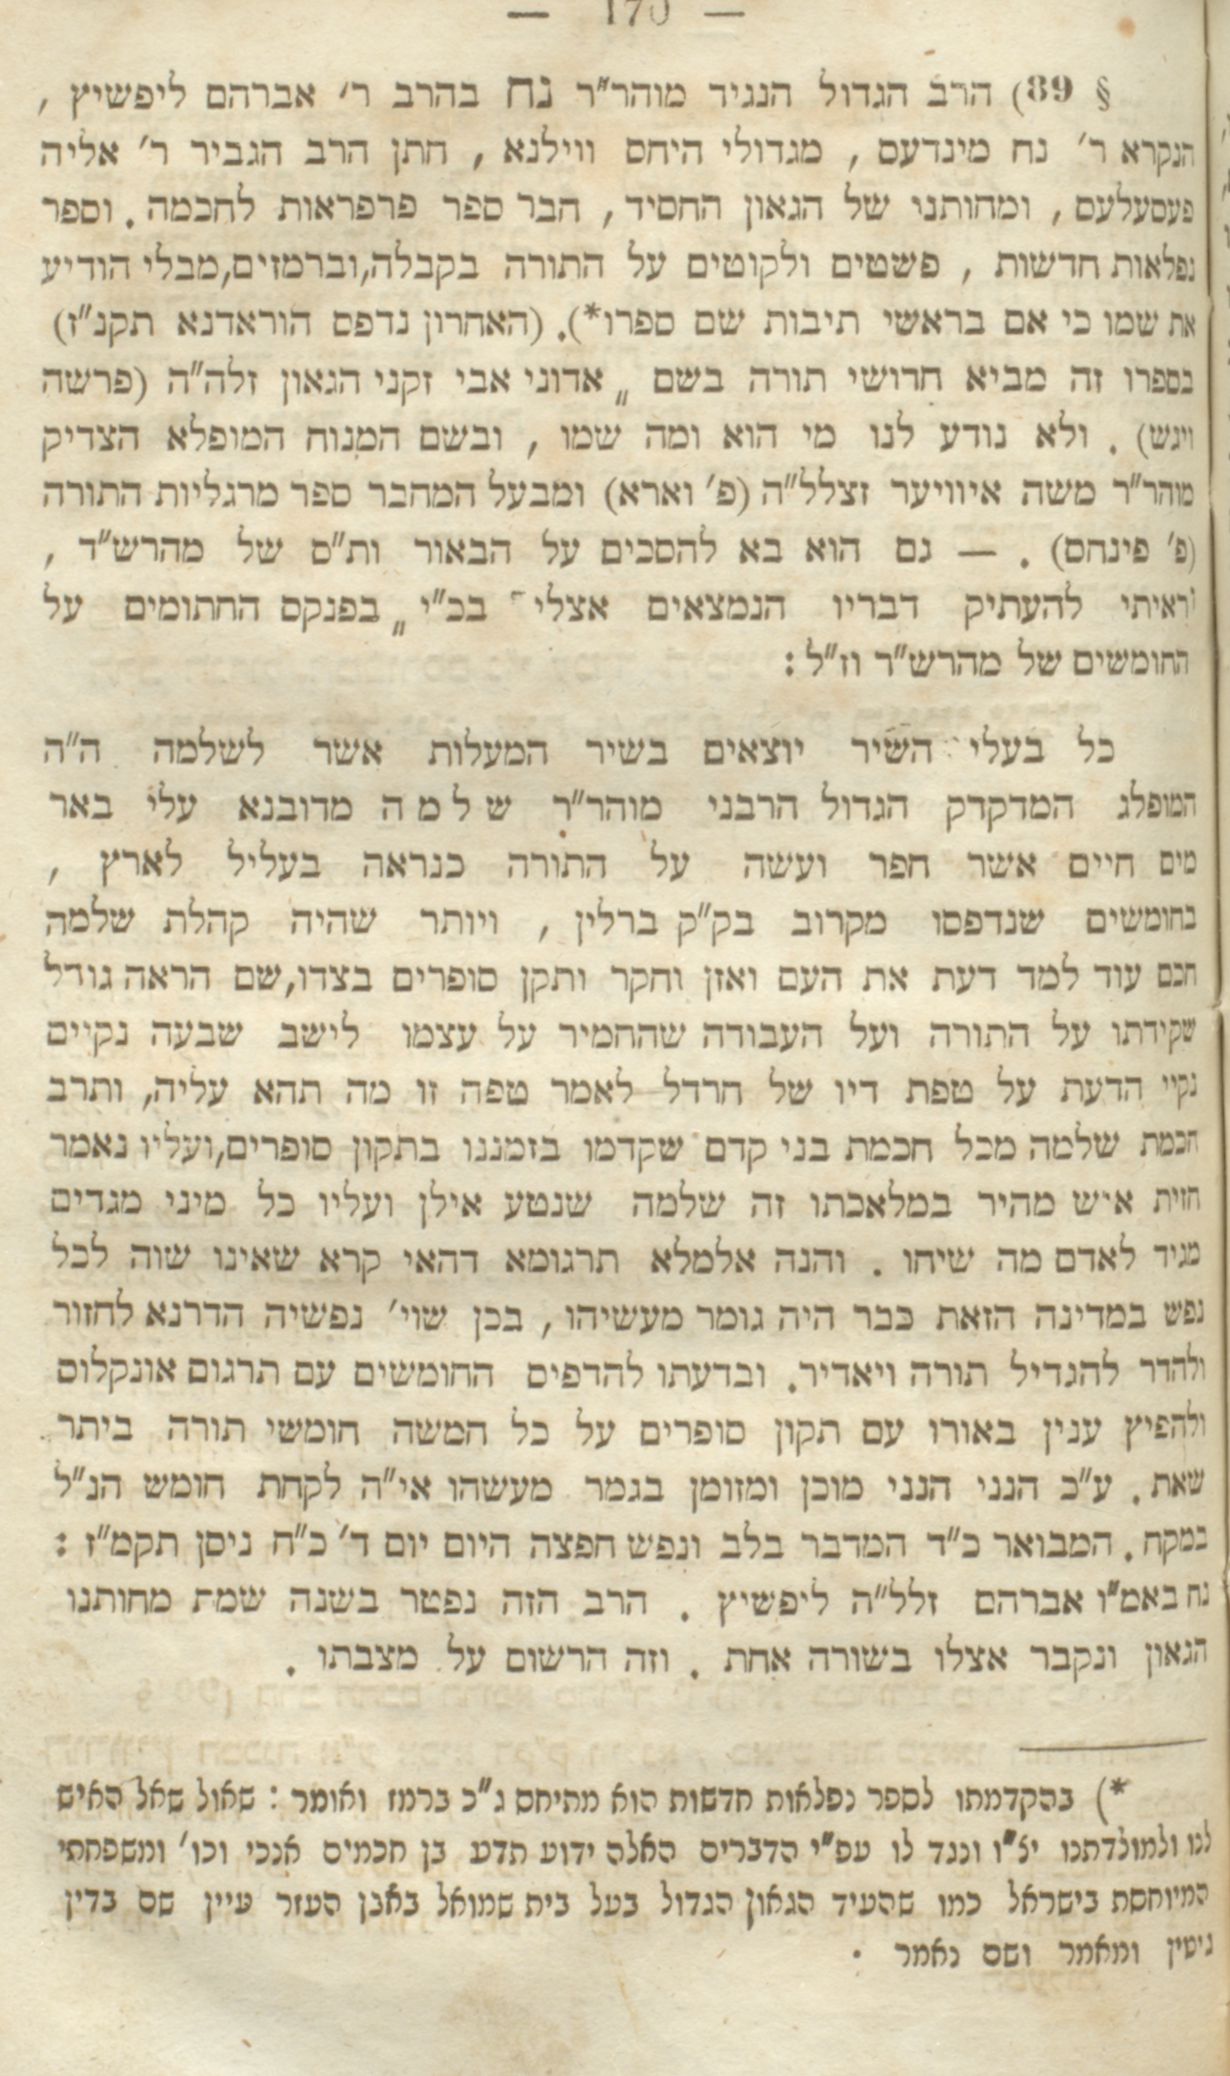 — 170 —
§ 89) הרב הגדול הנגיד מוהר״ר נח בהרב ר׳ אברהם ליפשיץ ,
הנקרא ר׳ נח מינדעס , מגדולי היחס ווילנא , חתן הרב הגביר ר׳ אליה
פעסעלעס , ומחותנו של הגאון החסיד , חבר ספר פרפראות לחכמה . וספר
נפלאות חדשות , פשטים ולקוטים על התורה בקבלה,וברמזים,מבלי הודיע
את שמו כי אם בראשי תיבות שם ספרו*). (האחרון נדפס הוראדנא תקנ״ז)
בספרו זה מביא חדושי תורה בשם „ אדוני אבי זקני הגאון זלה״ה (פרשה
ויגש) . ולא נודע לנו מי הוא ומה שמו , ובשם המנוח המופלא הצדיק
מוהר״ר משה איוויער זצלל״ה (פ׳ וארא) ומבעל המחבר ספר מרגליות התורה
(פ׳ פינחס) . — גם הוא בא להסכים על הבאור ות״ס של מהרש״ד ,
וראיתי להעתיק דבריו הנמצאים אצלי בכ״י „ בפנקס החתומים על
החומשים של מהרש״ד וז״ל :
כל בעלי השיר יוצאים בשיר המעלות אשר לשלמה ה״ה
המופלג המדקדק הגדול הרבני מוהר״ר ש ל מ ה מדובנא עלי באר
מים חיים אשר חפר ועשה על התורה כנראה בעליל לארץ ,
בחומשים שנדפסו מקרוב בק״ק ברלין , ויותר שהיה קהלת שלמה
חכם עוד למד דעת את העם ואזן וחקר ותקן סופרים בצדו,שם הראה גודל
שקידתו על התורה ועל העבודה שהחמיר על עצמו לישב שבעה נקיים
נקיי הדעת על טפת דיו של חרדל לאמר טפה זו מה תהא עליה, ותרב
חכמת שלמה מכל חכמת בני קדם שקדמו בזמננו בתקון סופרים,ועליו נאמר
חזית איש מהיר במלאכתו זה שלמה שנטע אילן ועליו כל מיני מגדים
מגיד לאדם מה שיחו . והנה אלמלא תרגומא דהאי קרא שאינו שוה לכל
נפש במדינה הזאת כבר היה גומר מעשיהו , בכן שוי׳ נפשיה הדרנא לחזור
ולהדר להגדיל תורה ויאדיר. ובדעתו להדפים החומשים עם תרגום אונקלוס
ולהפיץ ענין באורו עם תקון סופרים על כל חמשה חומשי תורה ביתר
שאת . ע״כ הנני הנני מוכן ומזומן בגמר מעשהו אי״ה לקחת חומש הנ״ל
במקח . המבואר כ״ד המדבר בלב ונפש חפצה היום יום ד׳ כ״ח ניסן תקמ״ז :
נח באמ״ו אברהם זלל״ה ליפשיץ . הרב הזה נפטר בשנה שמת מחותנו
הגאון ונקבר אצלו בשורה אחת . וזה הרשום על מצבתו .
*) בהקדמתו לספר נפלאות חדשות הוא מתיחס ג״כ ברמז ואומר : שאול שאל האיש
לנו ולמולדתנו יצ״ו ונגד לו עפ״י הדברים האלה ידוע תדע בן חכמים אנכי וכו׳ ומשפחתי
המיוחסת בישראל כמו שהעיד הגאון הגדול בעל בית שמואל באבן העזר עיין שם בדין
גיטין ומאמר ושם נאמר .